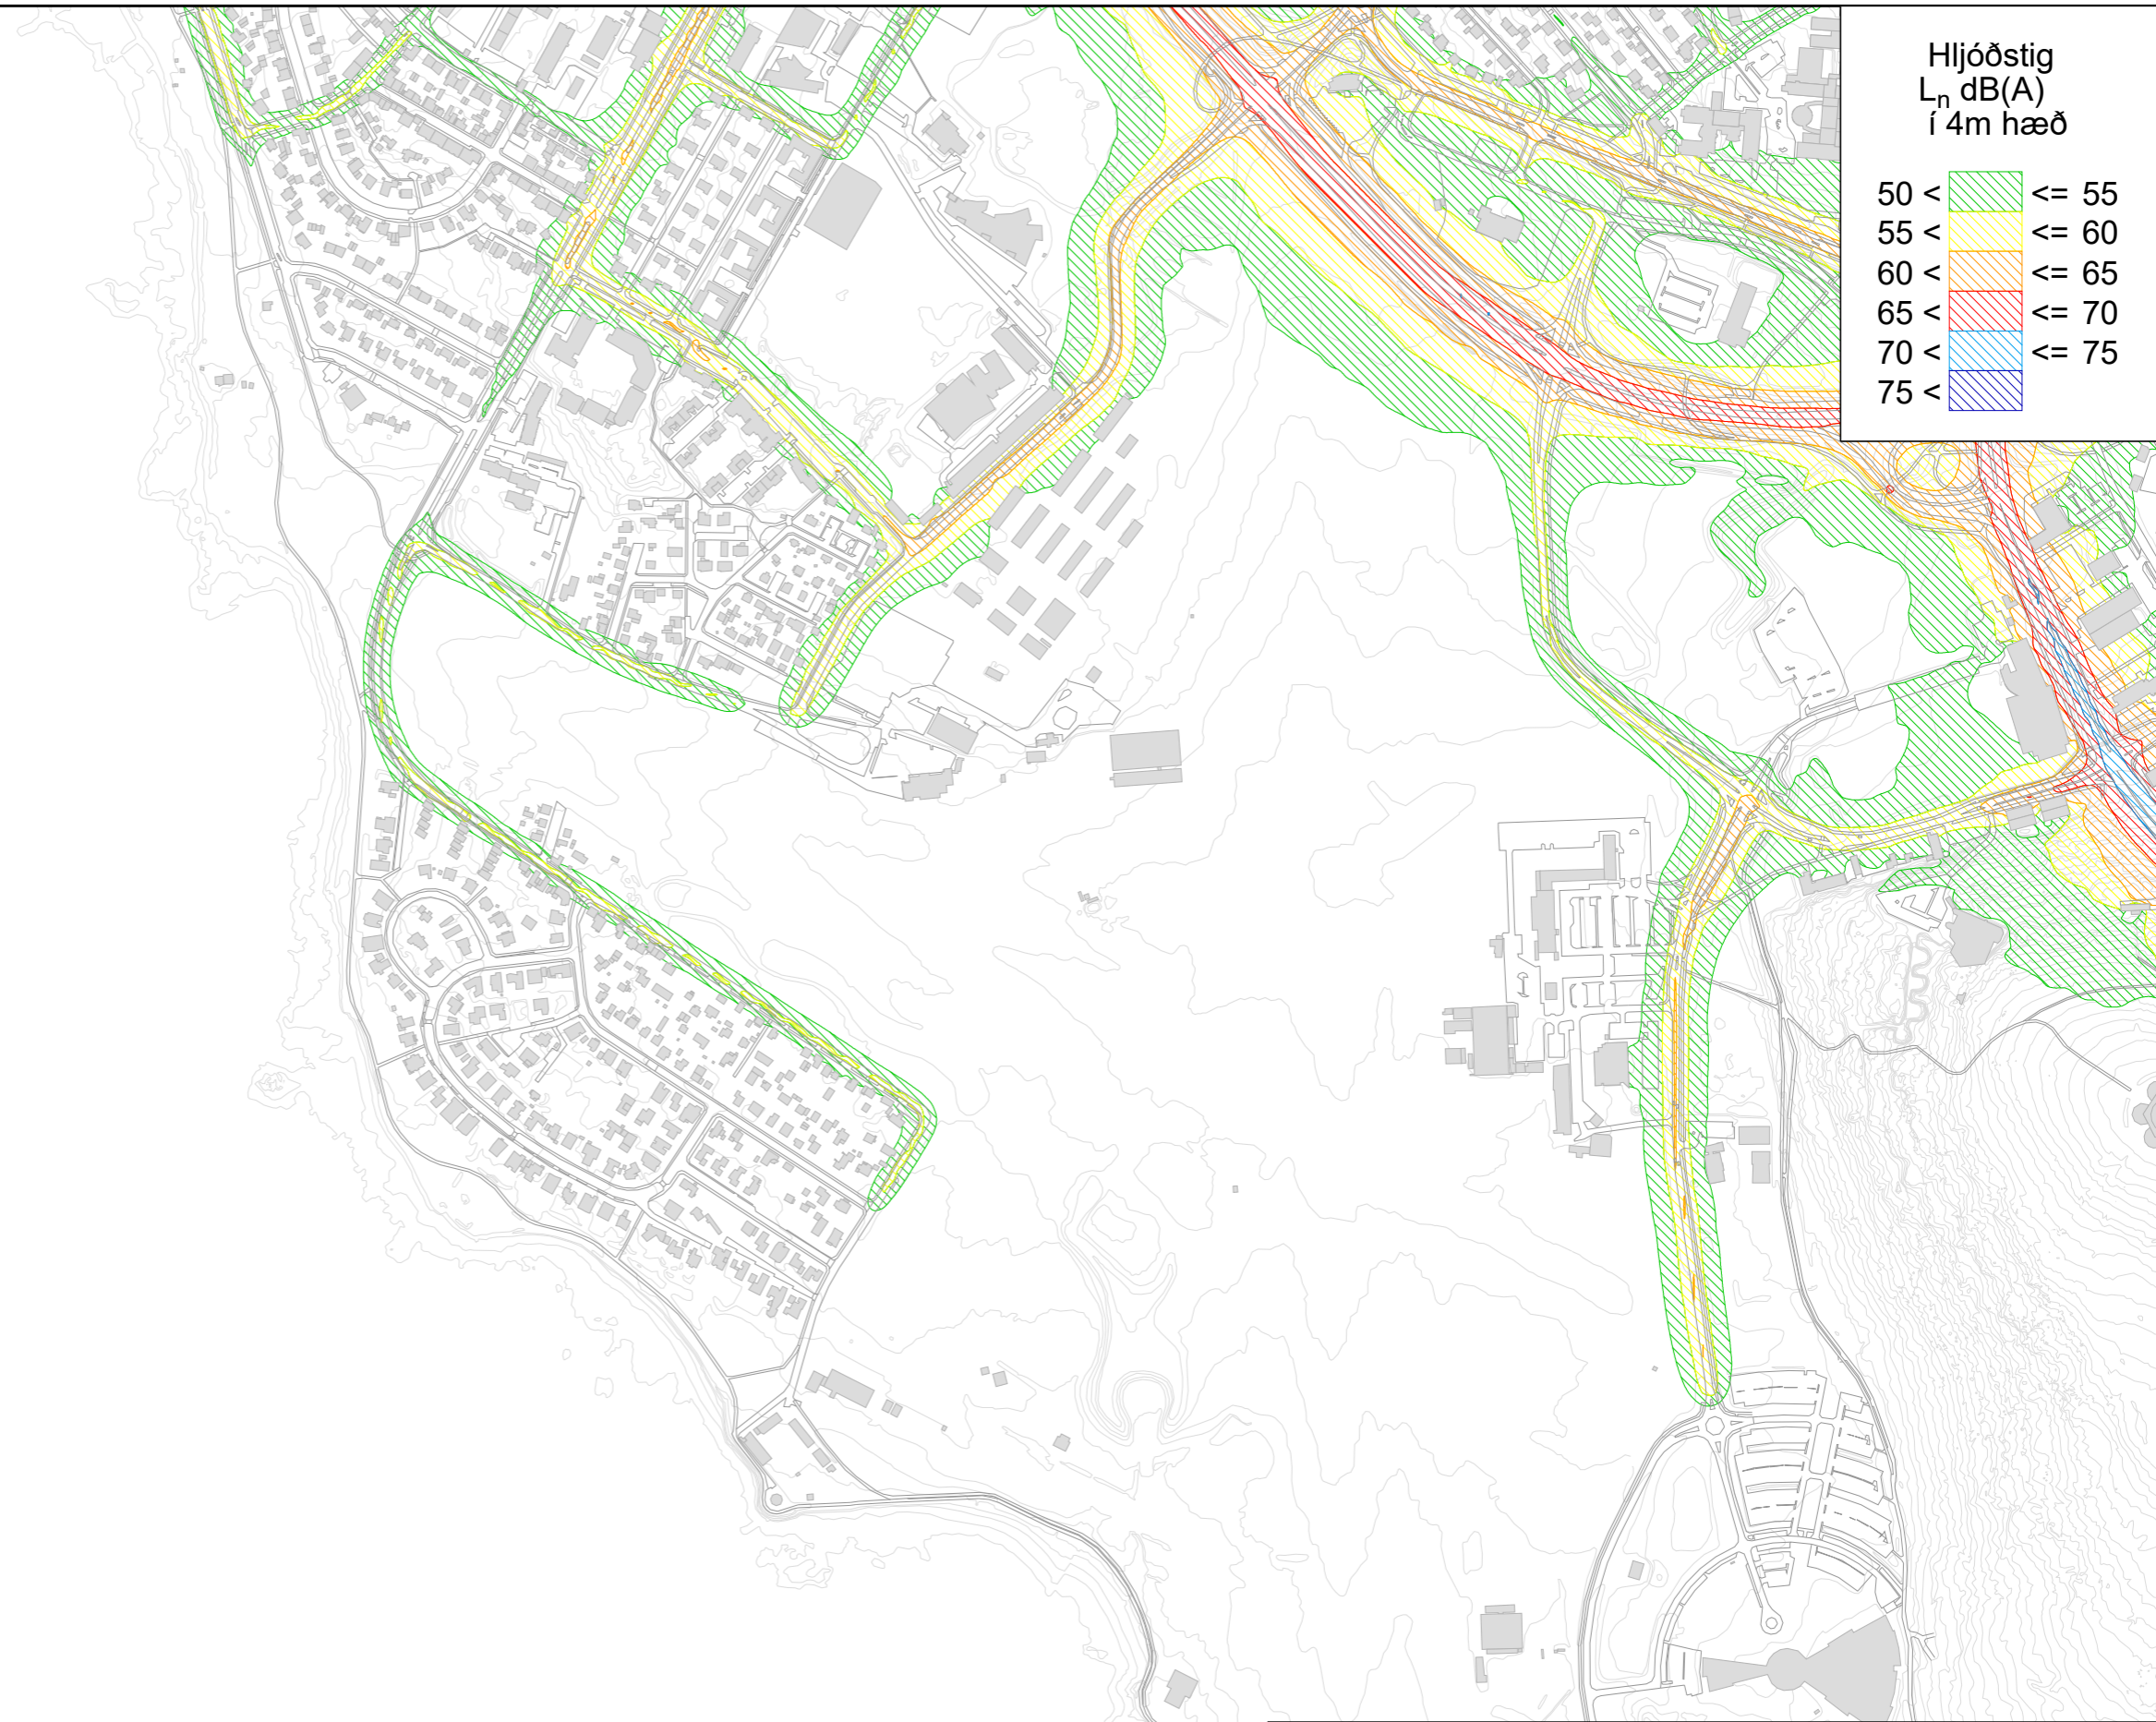 Hljóðstig
Ln dB(A)
í 4m hæð
50 < <= 55
55 < <= 60
60 < <= 65
65 < <= 70
70 < <= 75
75 <